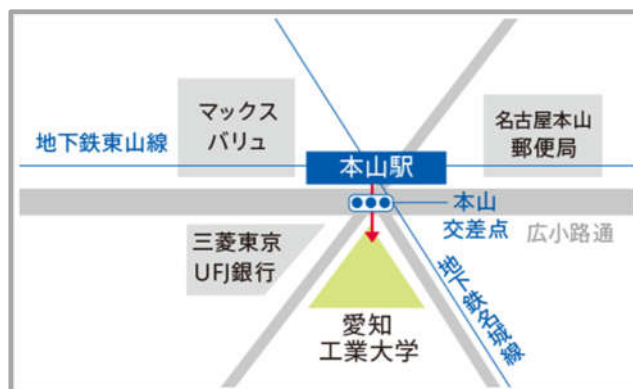 マックス
バリュ
地下鉄東山線
名古屋本山
郵便局
本山駅
本山
交差点
広小路通
三菱東京
UFJ銀行
地下鉄名城線
愛知
工業大学